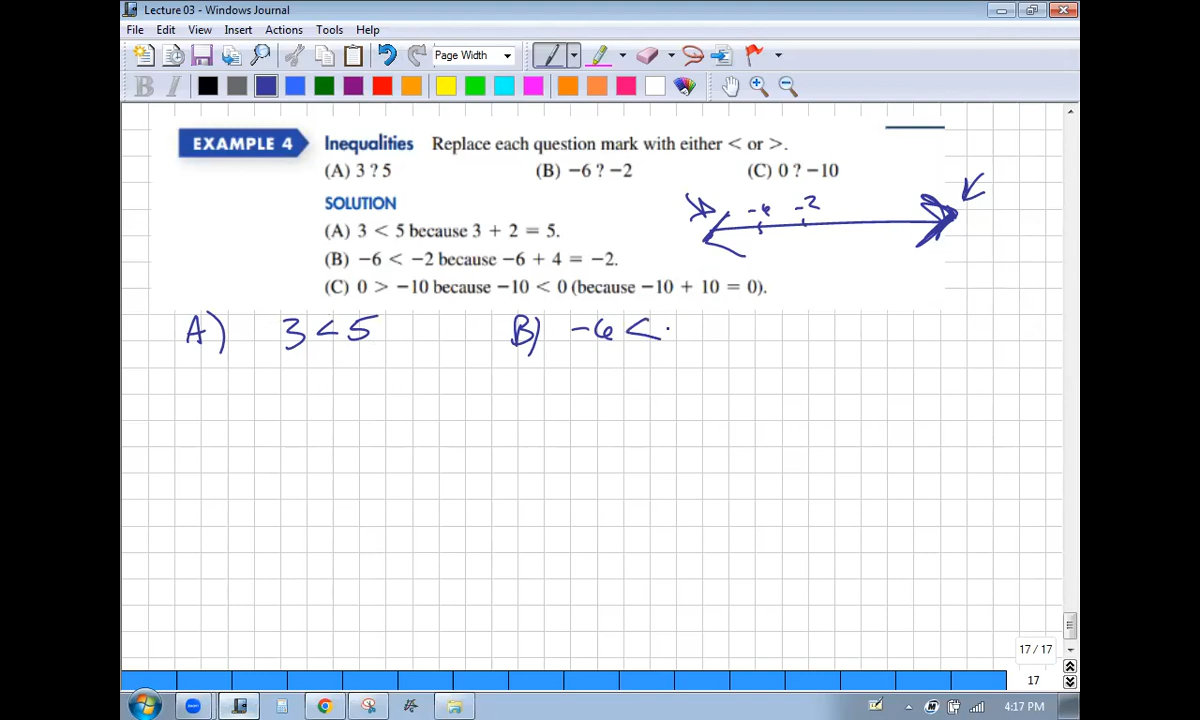 Lecture 03 - Windows Journal
File Edit View Insert Actions Tools Help
Page Width
B I
EXAMPLE 4 Inequalities Replace each question mark with either < or >.
(A) 3 ? 5 (B) −6 ? −2 (C) 0 ? −10
SOLUTION
-6 -2
(A) 3 < 5 because 3 + 2 = 5.
(B) −6 < −2 because −6 + 4 = −2.
(C) 0 > −10 because −10 < 0 (because −10 + 10 = 0).
A) 3 < 5 B) -6 <
17 / 17
17
4:17 PM